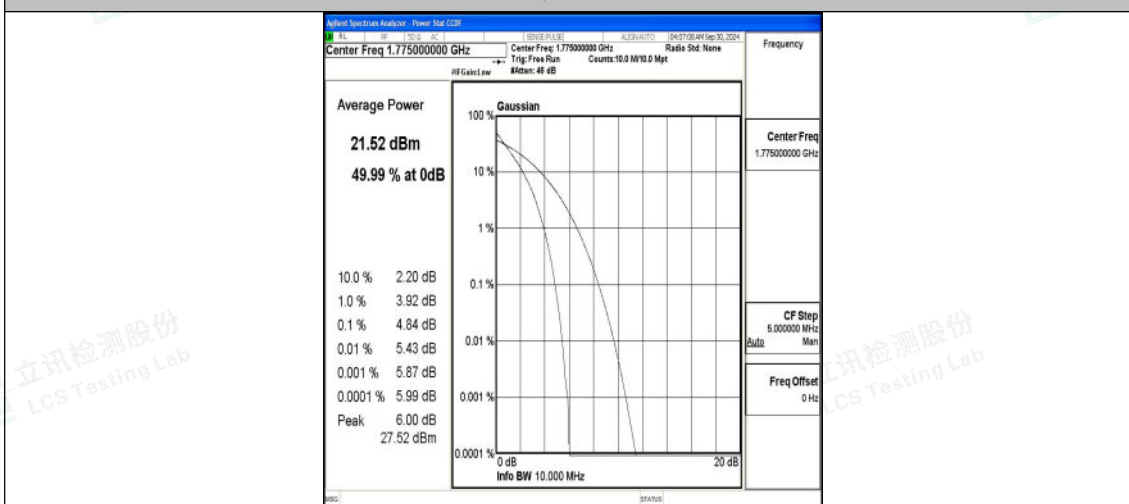 Agilent Spectrum Analyzer - Power Stat CCDF
RL RF 50 Ω AC SENSE:PULSE ALIGNAUTO 04:07:08 AM Sep 30, 2024
Center Freq 1.775000000 GHz
Center Freq: 1.775000000 GHz Radio Std: None
Trig: Free Run Counts:10.0 M/10.0 Mpt
#IFGain:Low #Atten: 46 dB
Frequency
Average Power
21.52 dBm
49.99 % at 0dB
10.0 % 2.20 dB
1.0 % 3.92 dB
0.1 % 4.84 dB
0.01 % 5.43 dB
0.001 % 5.87 dB
0.0001 % 5.99 dB
Peak 6.00 dB
27.52 dBm
Gaussian
100 %
10 %
1 %
0.1 %
0.01 %
0.001 %
0.0001 %
0 dB 20 dB
Info BW 10.000 MHz
Center Freq
1.775000000 GHz
CF Step
5.000000 MHz
Auto Man
Freq Offset
0 Hz
MSG STATUS
立讯检测股份
LCS Testing Lab
立讯检测股份
LCS Testing Lab